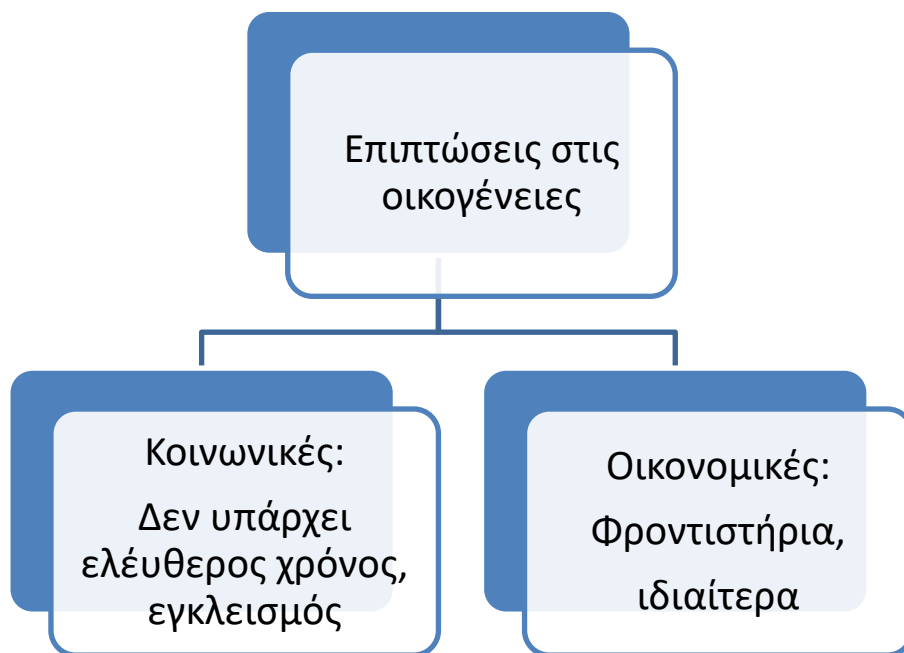 Επιπτώσεις στις
οικογένειες
Κοινωνικές:
Δεν υπάρχει
ελέυθερος χρόνος,
εγκλεισμός
Οικονομικές:
Φροντιστήρια,
ιδιαίτερα